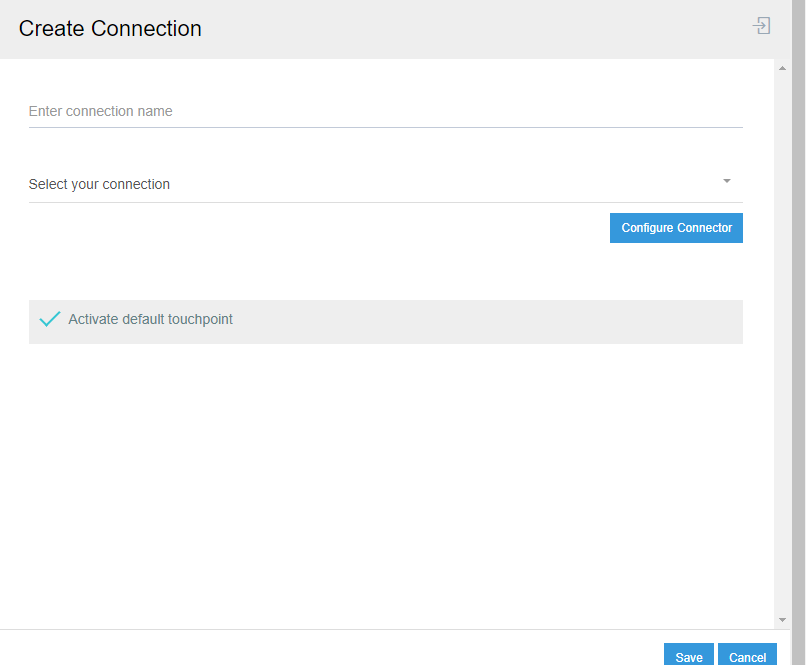 Create Connection
Enter connection name
Select your connection
Configure Connector
Activate default touchpoint
Save Cancel